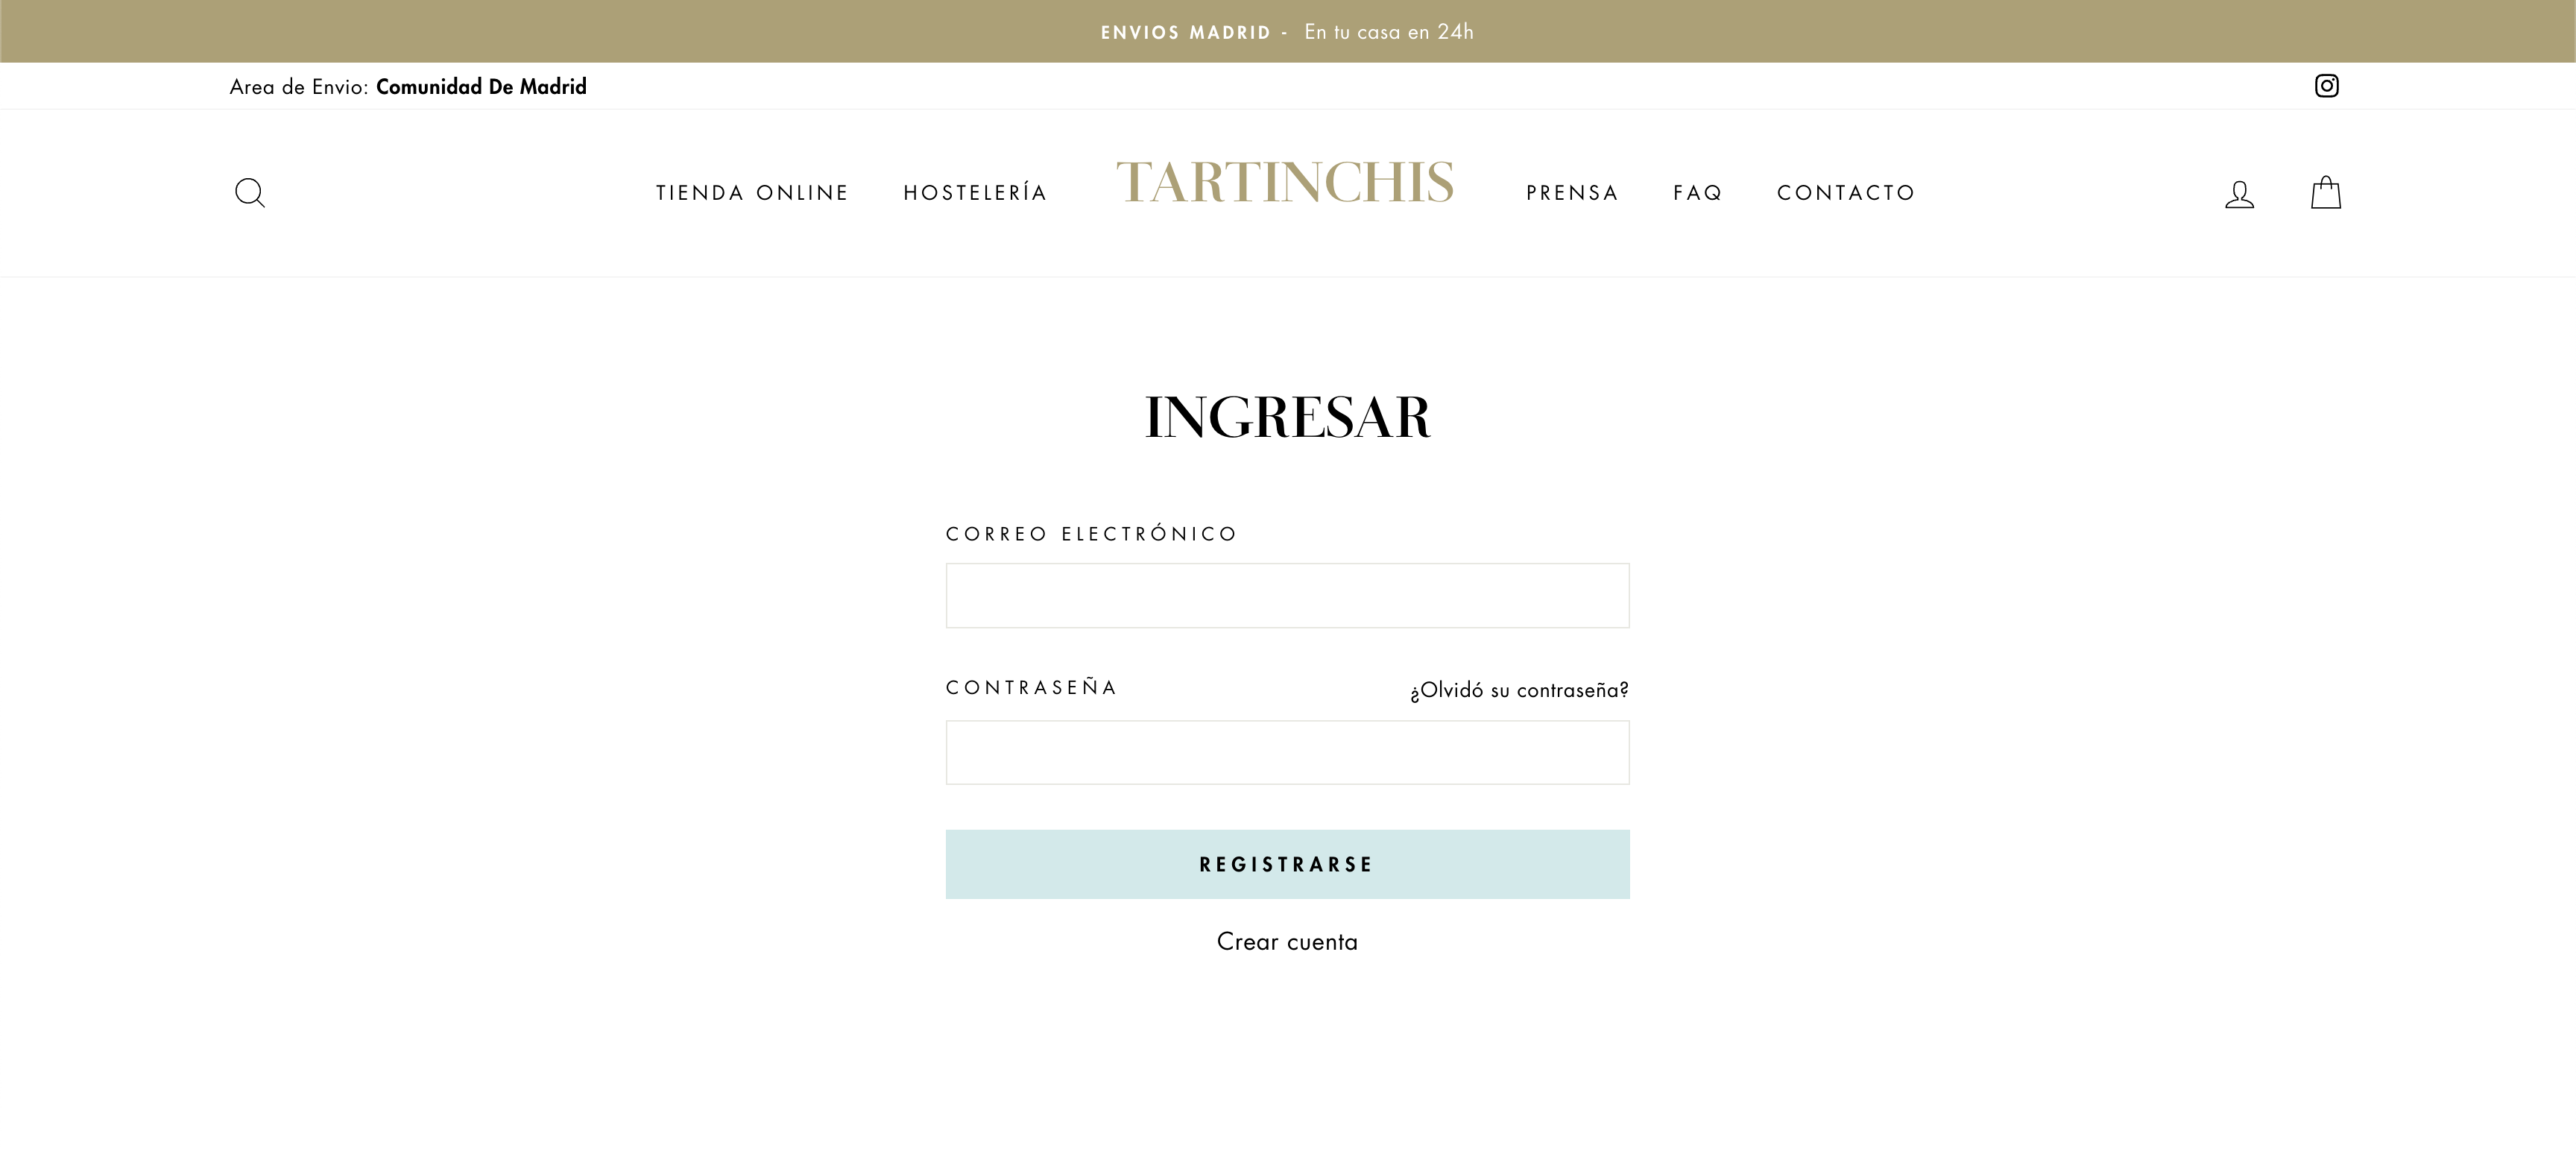 ENVIOS MADRID - En tu casa en 24h
Area de Envio: Comunidad De Madrid
TIENDA ONLINE HOSTELERÍA TARTINCHIS PRENSA FAQ CONTACTO
INGRESAR
CORREO ELECTRÓNICO
CONTRASEÑA ¿Olvidó su contraseña?
REGISTRARSE
Crear cuenta